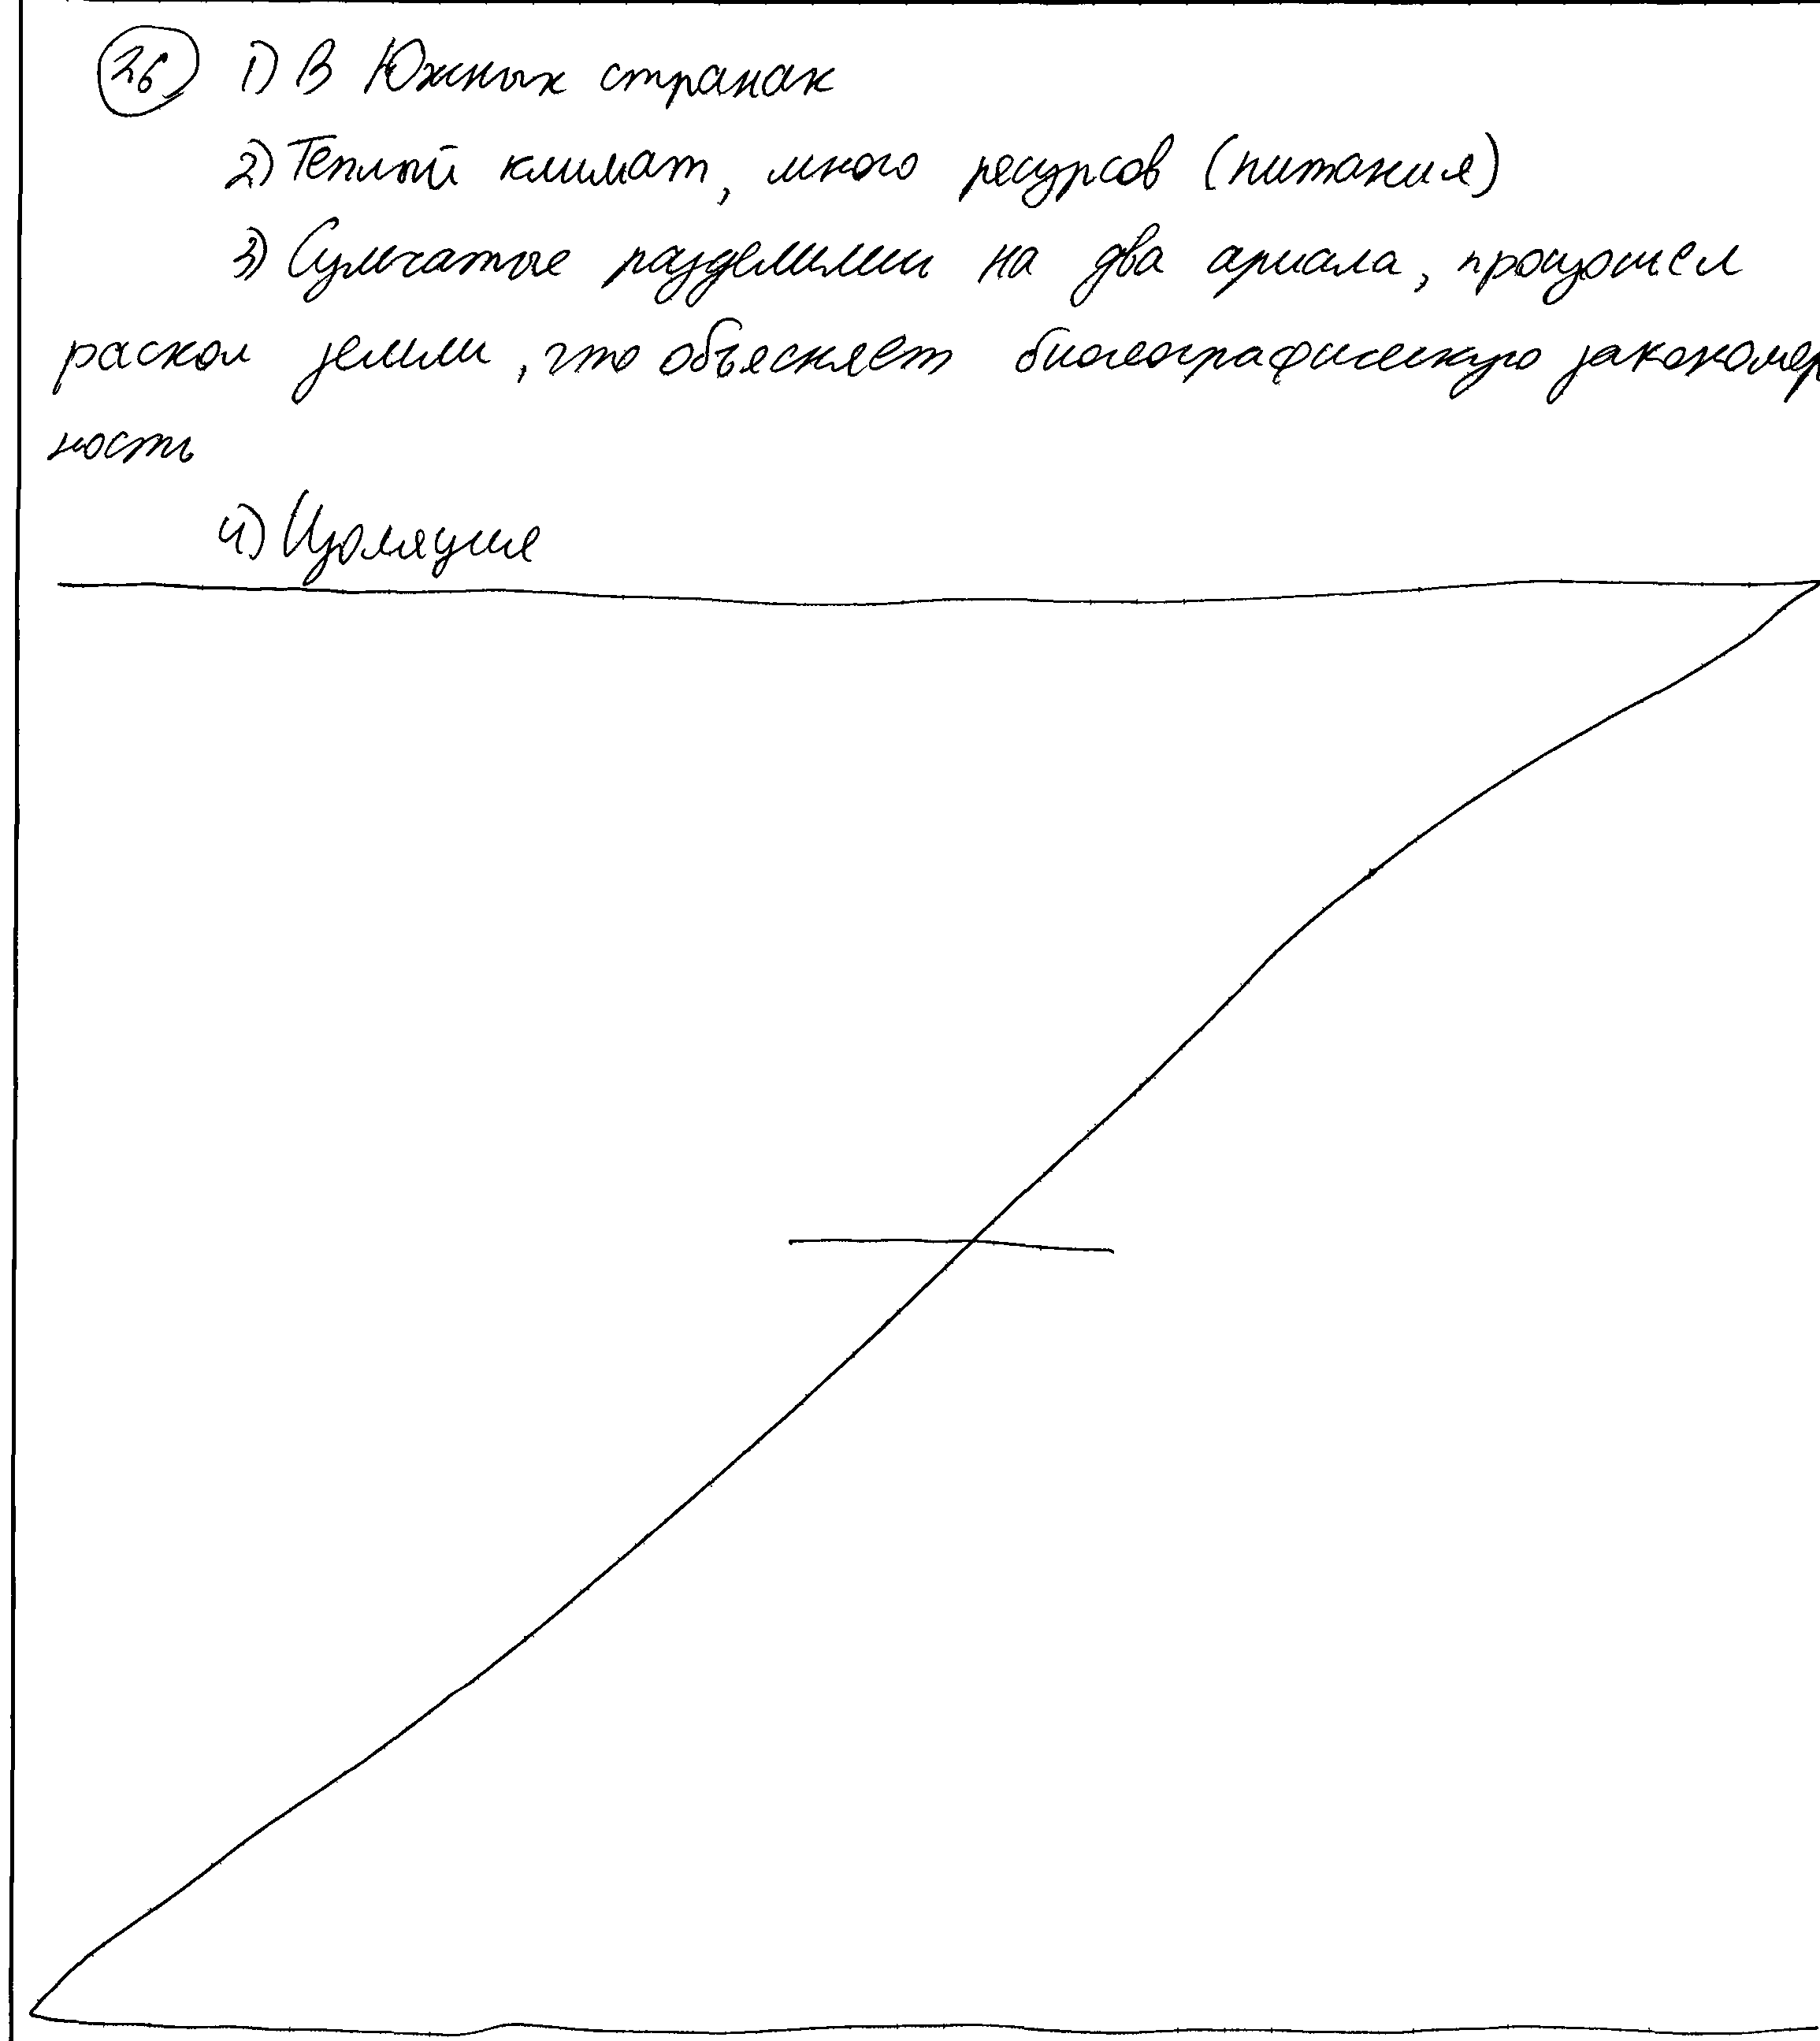 26 1) В Южных странах
2) Теплый климат, много ресурсов (питания)
3) Сумчатые разделились на два ариала, произошел
раскол земли, что объясняет биогеографическую закономер
ность
4) Изоляция